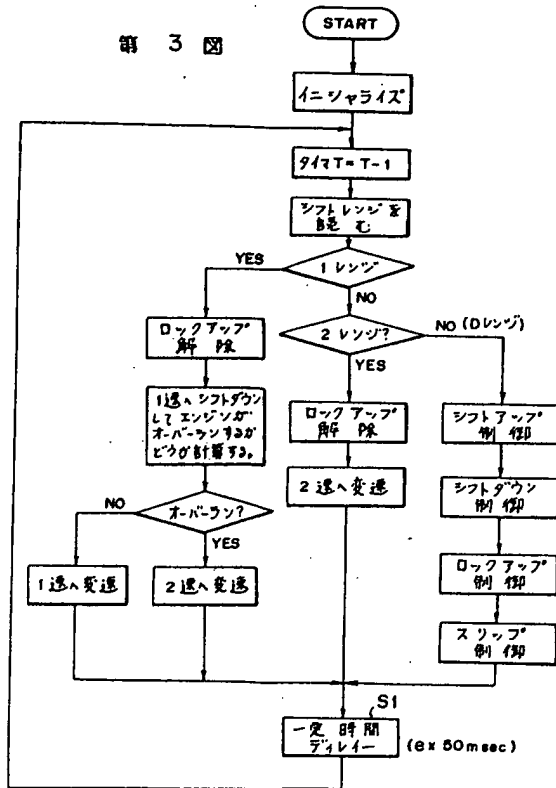 第 3 図
START
イニシャライズ
タイマT=T-1
シフトレンジを
読む
1 レンジ
YES
NO
ロックアップ
解 除
2 レンジ?
NO (Dレンジ)
YES
1速へシフトダウン
してエンジンが
オーバーランするか
どうか計算する。
ロックアップ
解 除
シフトアップ
制 御
2速へ変速
シフトダウン
制 御
オーバーラン?
NO
YES
1速へ変速
2速へ変速
ロックアップ
制 御
スリップ
制 御
S1
一定 時間
ディレイー
(ex 50msec)